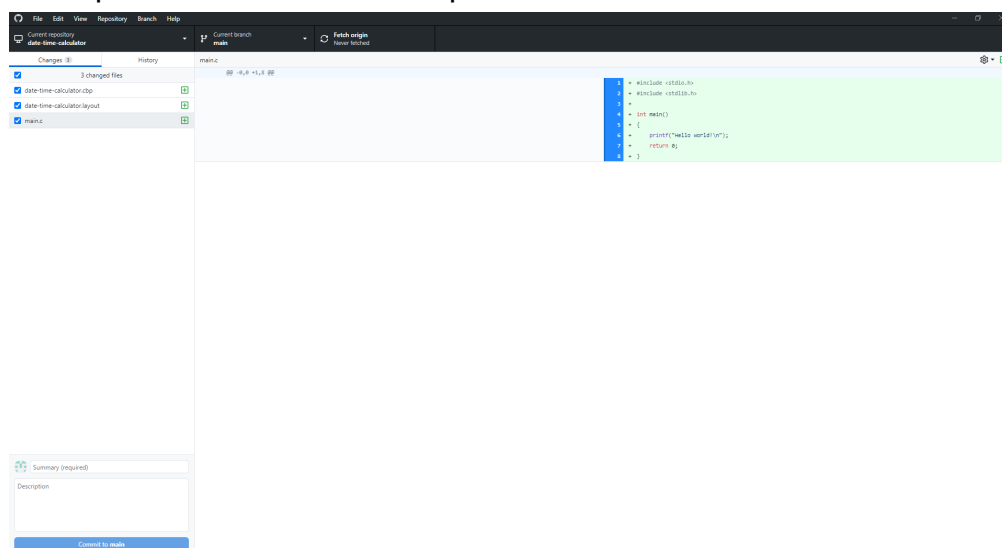 File Edit View Repository Branch Help
Current repository
date-time-calculator
Current branch
main
Fetch origin
Never fetched
Changes 3 History
3 changed files
date-time-calculator.cbp
date-time-calculator.layout
main.c
main.c
@@ -0,0 +1,8 @@
1 + #include <stdio.h>
2 + #include <stdlib.h>
3 +
4 + int main()
5 + {
6 + printf("Hello world!\n");
7 + return 0;
8 + }
Summary (required)
Description
Commit to main